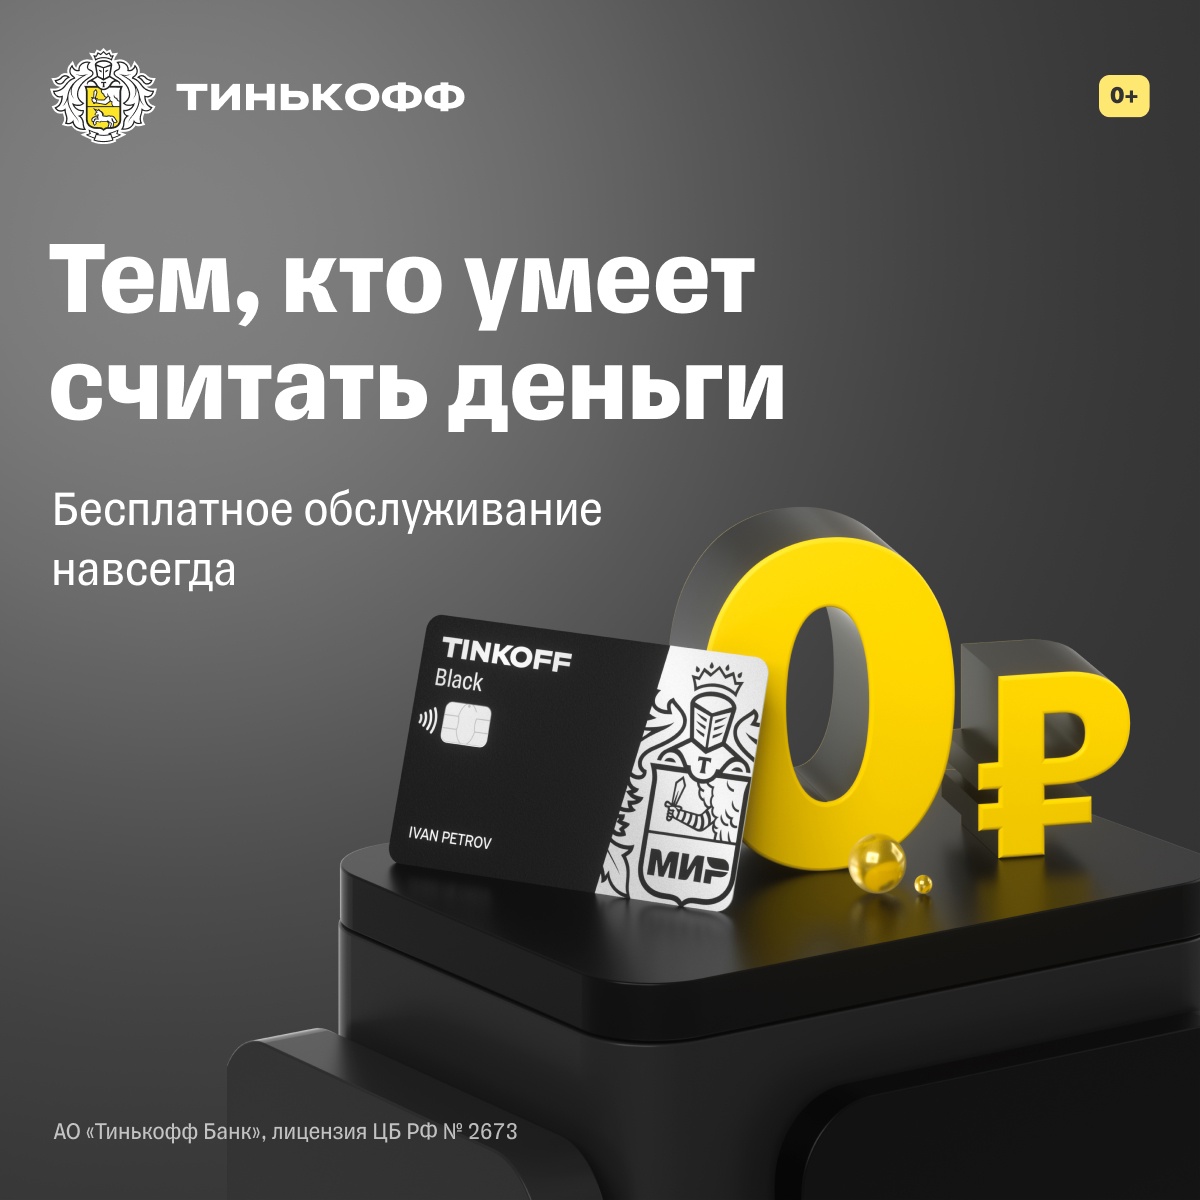 ТИНЬКОФФ
0+
Тем, кто умеет
считать деньги
Бесплатное обслуживание
навсегда
0 ₽
TINKOFF
Black
IVAN PETROV
Т
МИР
АО «Тинькофф Банк», лицензия ЦБ РФ № 2673